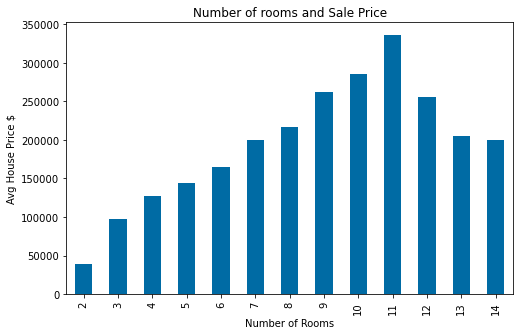 Number of rooms and Sale Price
Avg House Price $
350000
300000
250000
200000
150000
100000
50000
0
2 3 4 5 6 7 8 9 10 11 12 13 14
Number of Rooms